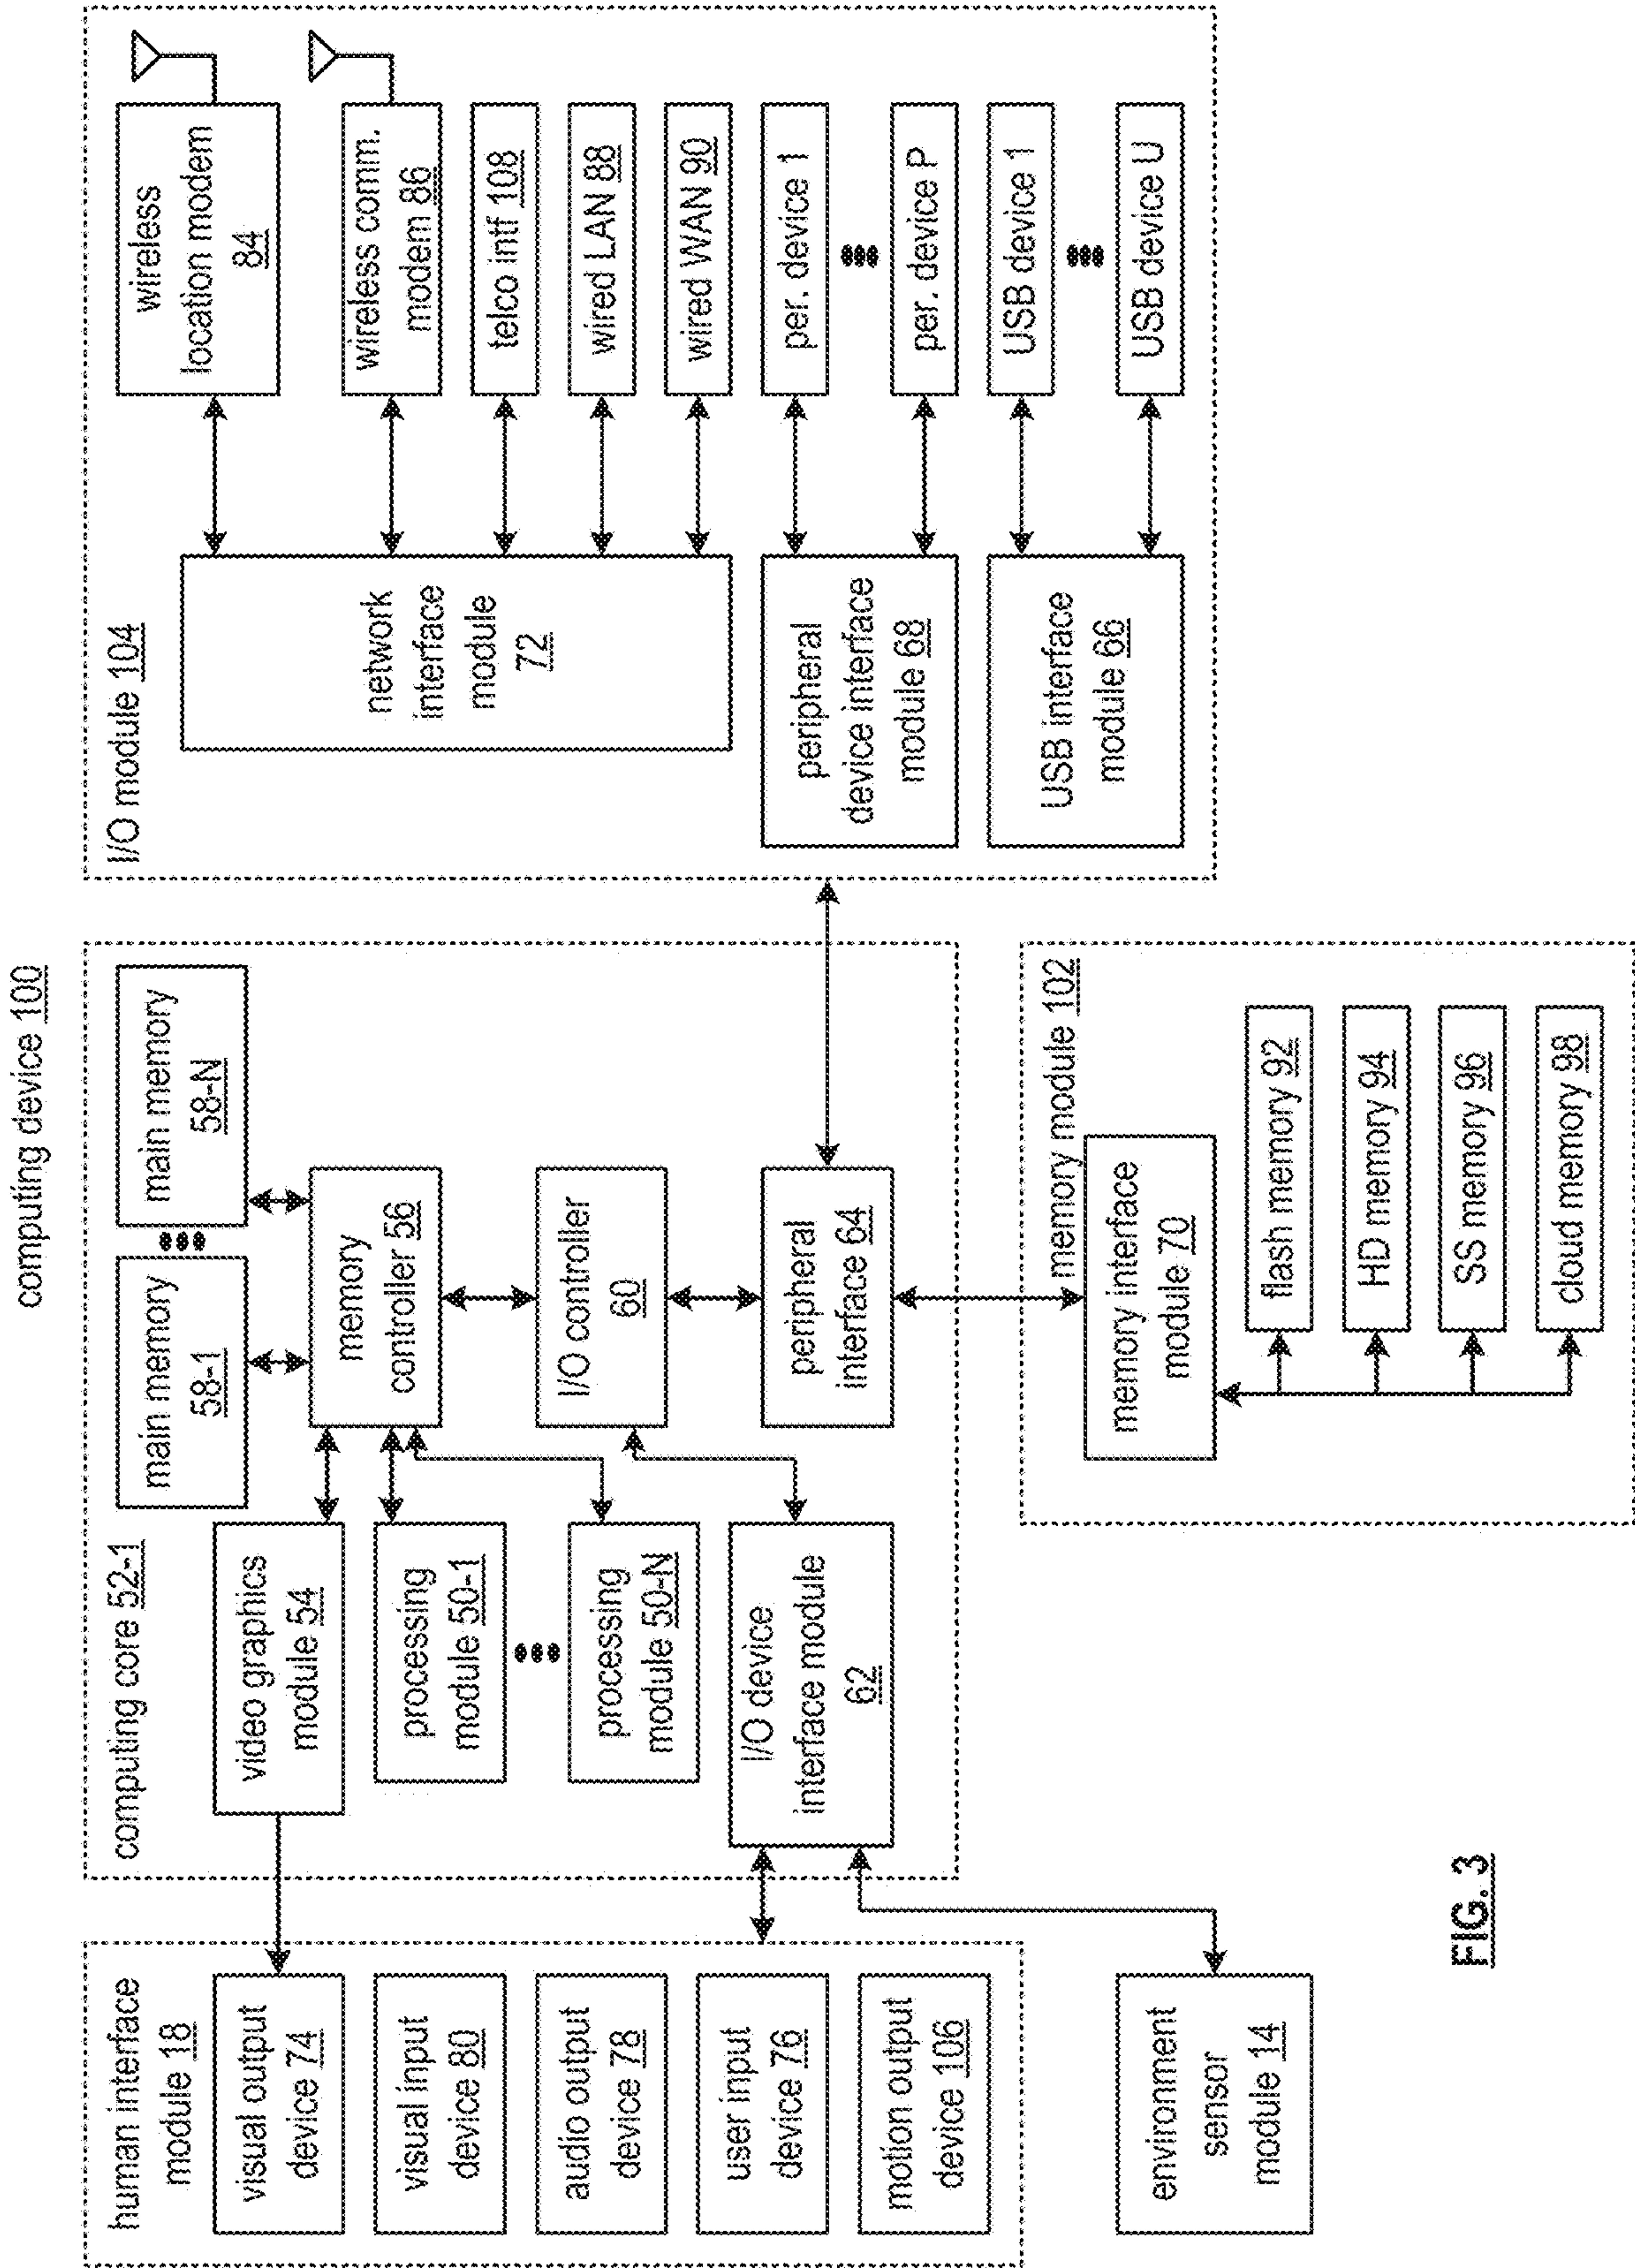 computing device 100
human interface
module 18
visual output
device 74
visual input
device 80
audio output
device 78
user input
device 76
motion output
device 106
environment
sensor
module 14
computing core 52-1
video graphics
module 54
processing
module 50-1
processing
module 50-N
I/O device
interface module
62
main memory
58-1
main memory
58-N
memory
controller 56
I/O controller
60
peripheral
interface 64
memory module 102
memory interface
module 70
flash memory 92
HD memory 94
SS memory 96
cloud memory 98
I/O module 104
network
interface
module
72
peripheral
device interface
module 68
USB interface
module 66
wireless
location modem
84
wireless comm.
modem 86
telco intf 108
wired LAN 88
wired WAN 90
per. device 1
per. device P
USB device 1
USB device U
FIG. 3